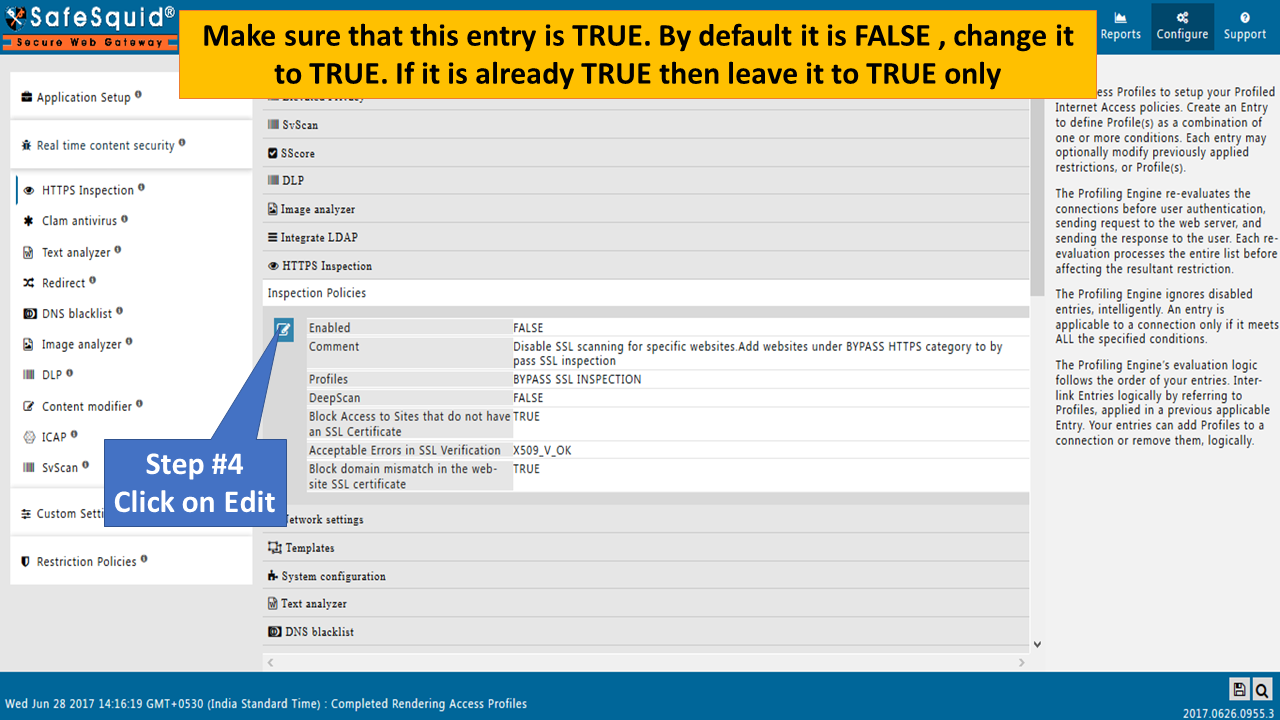 SafeSquid®
Secure Web Gateway
Make sure that this entry is TRUE. By default it is FALSE , change it
to TRUE. If it is already TRUE then leave it to TRUE only
Reports
Configure
Support
Application Setup
Real time content security
HTTPS Inspection
Clam antivirus
Text analyzer
Redirect
DNS blacklist
Image analyzer
DLP
Content modifier
ICAP
SvScan
Custom Setti
Restriction Policies
Step #4
Click on Edit
SvScan
SScore
DLP
Image analyzer
Integrate LDAP
HTTPS Inspection
Inspection Policies
Enabled FALSE
Comment Disable SSL scanning for specific websites.Add websites under BYPASS HTTPS category to by
pass SSL inspection
Profiles BYPASS SSL INSPECTION
DeepScan FALSE
Block Access to Sites that do not have TRUE
an SSL Certificate
Acceptable Errors in SSL Verification X509_V_OK
Block domain mismatch in the web- TRUE
site SSL certificate
Network settings
Templates
System configuration
Text analyzer
DNS blacklist
ess Profiles to setup your Profiled
Internet Access policies. Create an Entry
to define Profile(s) as a combination of
one or more conditions. Each entry may
optionally modify previously applied
restrictions, or Profile(s).
The Profiling Engine re-evaluates the
connections before user authentication,
sending request to the web server, and
sending the response to the user. Each re-
evaluation processes the entire list before
affecting the resultant restriction.
The Profiling Engine ignores disabled
entries, intelligently. An entry is
applicable to a connection only if it meets
ALL the specified conditions.
The Profiling Engine's evaluation logic
follows the order of your entries. Inter-
link Entries logically by referring to
Profiles, applied in a previous applicable
Entry. Your entries can add Profiles to a
connection or remove them, logically.
Wed Jun 28 2017 14:16:19 GMT+0530 (India Standard Time) : Completed Rendering Access Profiles
2017.0626.0955.3